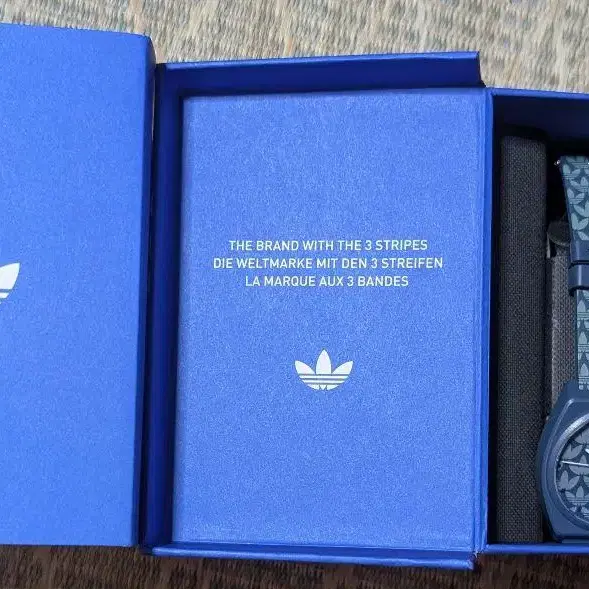 THE BRAND WITH THE 3 STRIPES
DIE WELTMARKE MIT DEN 3 STREIFEN
LA MARQUE AUX 3 BANDES